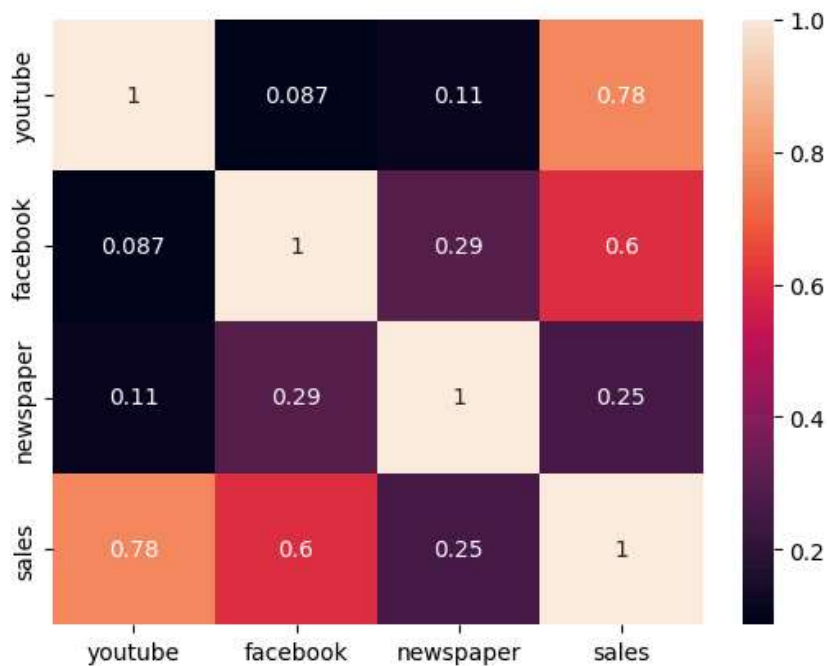 youtube 1 0.087 0.11 0.78
facebook 0.087 1 0.29 0.6
newspaper 0.11 0.29 1 0.25
sales 0.78 0.6 0.25 1
youtube facebook newspaper sales
1.0
0.8
0.6
0.4
0.2